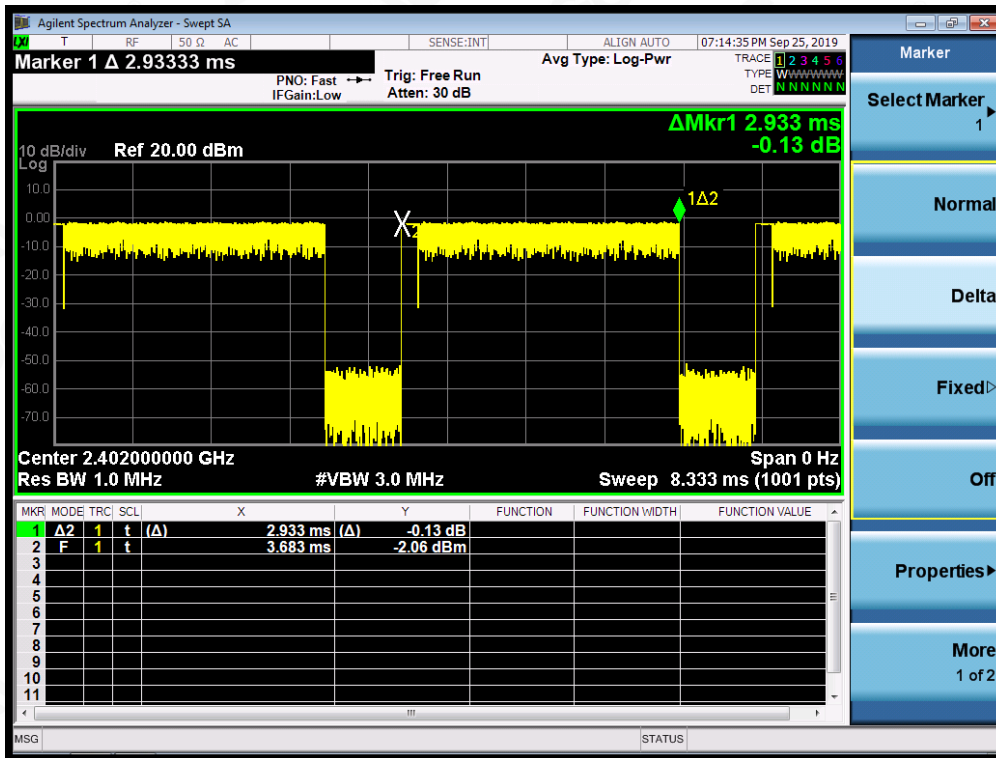 Agilent Spectrum Analyzer - Swept SA
LXI T RF 50 Ω AC SENSE:INT ALIGN AUTO 07:14:35 PM Sep 25, 2019
Marker 1 Δ 2.93333 ms
PNO: Fast Trig: Free Run Avg Type: Log-Pwr TRACE 1 2 3 4 5 6
IFGain:Low Atten: 30 dB TYPE WWWWWW
DET N N N N N N
ΔMkr1 2.933 ms
-0.13 dB
10 dB/div Ref 20.00 dBm
Log
10.0
0.00
-10.0
-20.0
-30.0
-40.0
-50.0
-60.0
-70.0
1Δ2
X2
Center 2.402000000 GHz Span 0 Hz
Res BW 1.0 MHz #VBW 3.0 MHz Sweep 8.333 ms (1001 pts)
MKR MODE TRC SCL X Y FUNCTION FUNCTION WIDTH FUNCTION VALUE
1 Δ2 1 t (Δ) 2.933 ms (Δ) -0.13 dB
2 F 1 t 3.683 ms -2.06 dBm
3
4
5
6
7
8
9
10
11
MSG STATUS
Marker
Select Marker
1
Normal
Delta
Fixed
Off
Properties
More
1 of 2